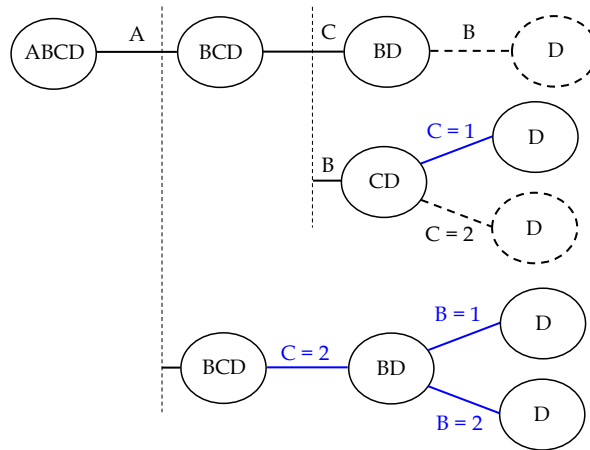 ABCD
A
BCD
C
BD
B
D
B
CD
C = 1
D
C = 2
D
BCD
C = 2
BD
B = 1
D
B = 2
D